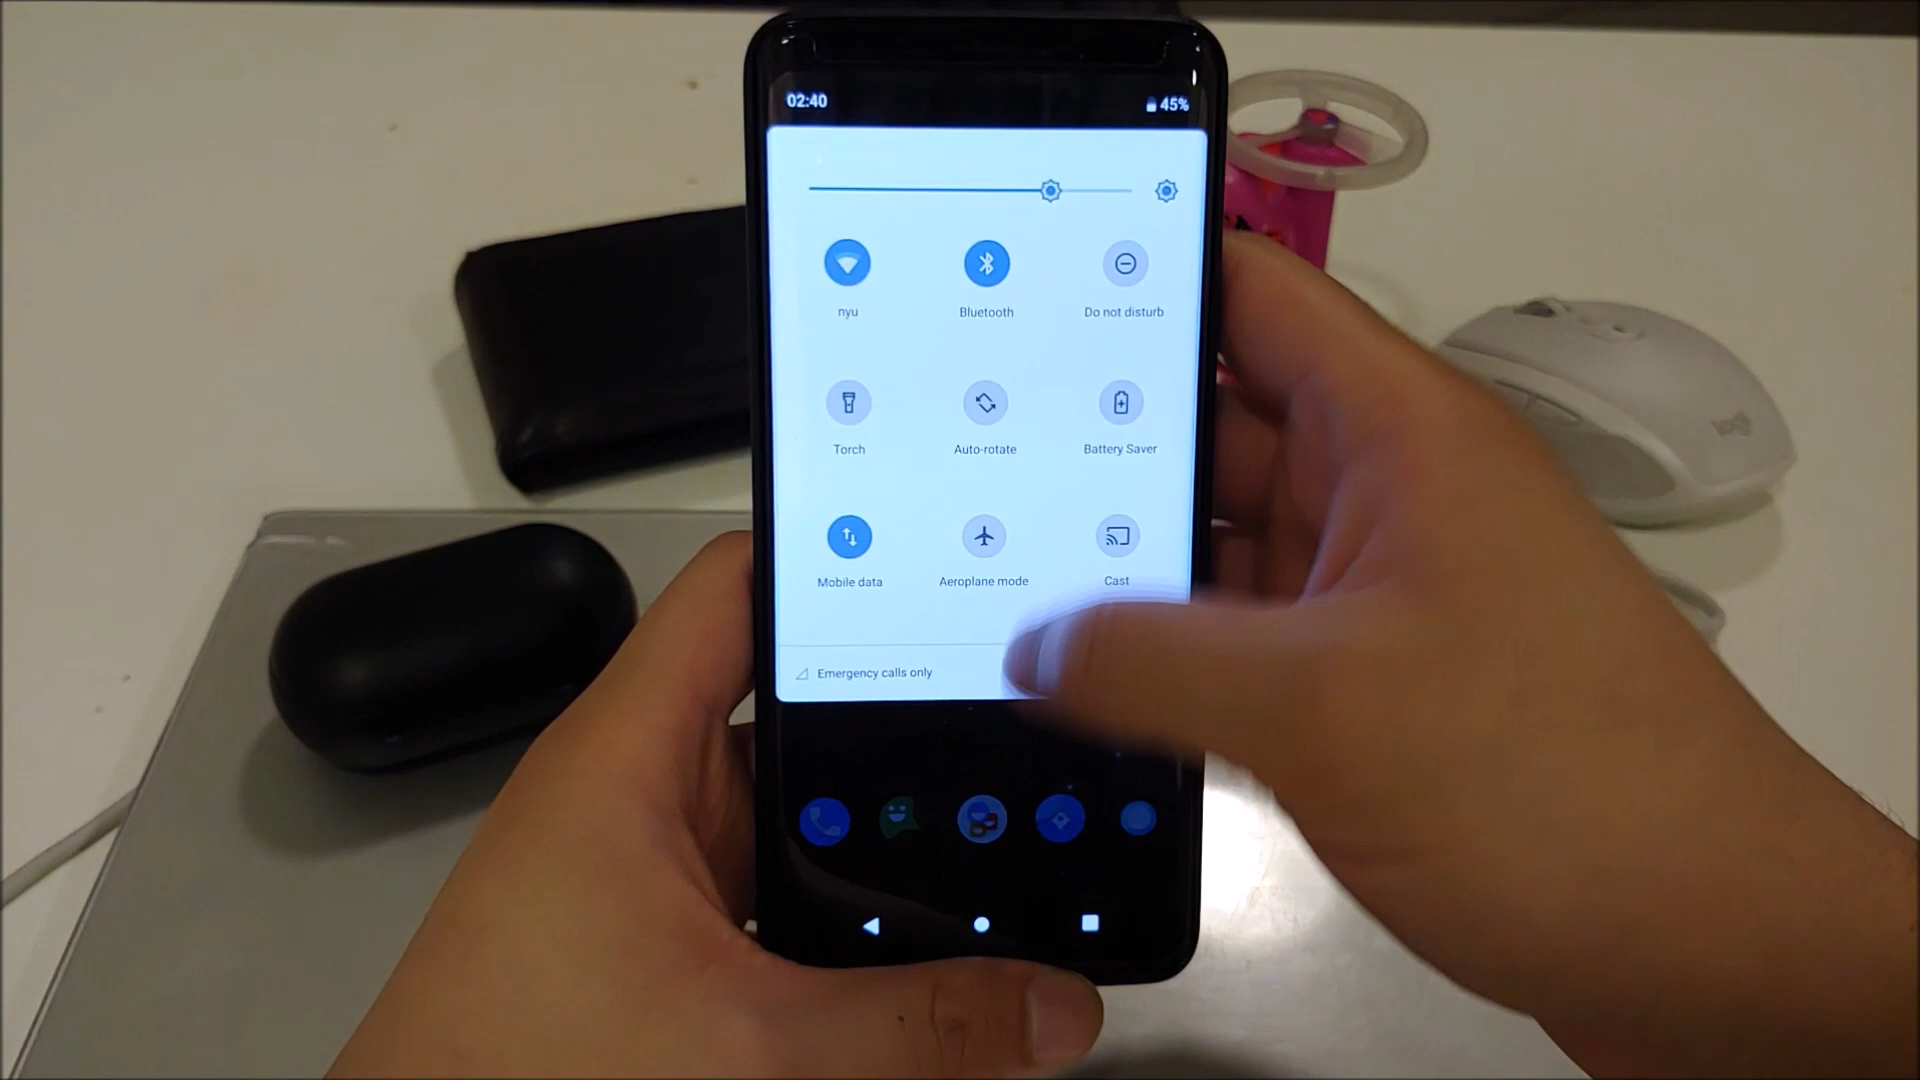 02:40
45%
nyu
Bluetooth
Do not disturb
Torch
Auto-rotate
Battery Saver
Mobile data
Aeroplane mode
Cast
Emergency calls only
logi